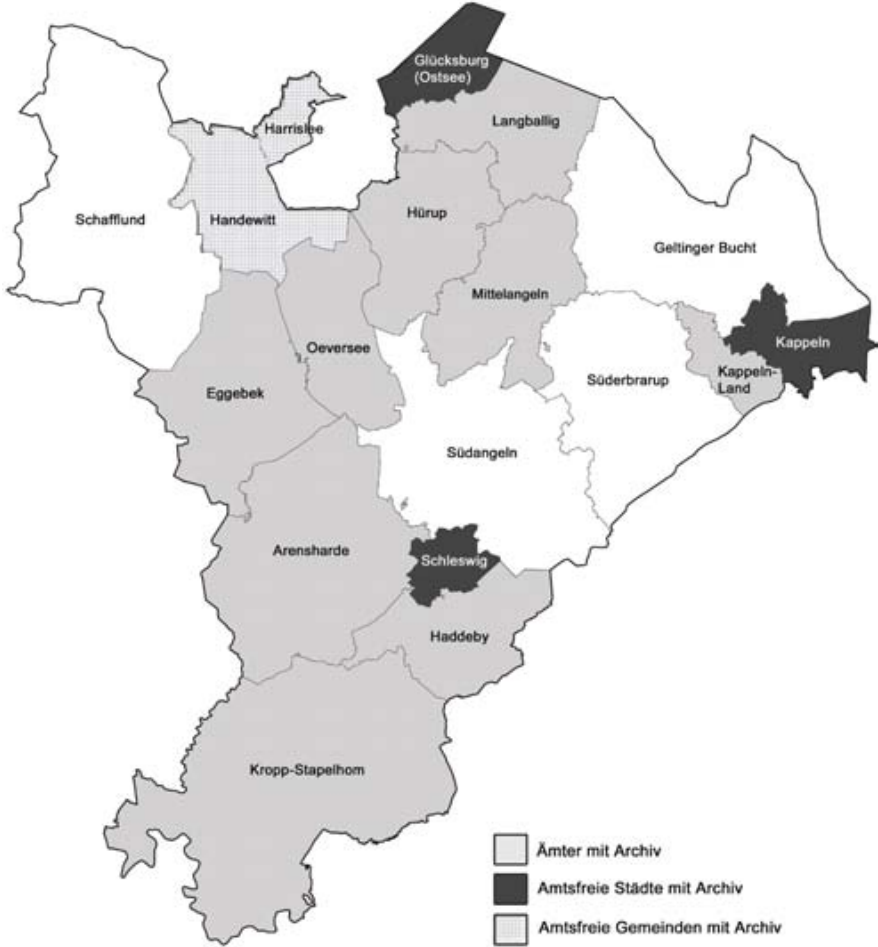 Glücksburg
(Ostsee)
Langballig
Harrislee
Schafflund
Handewitt
Hürup
Geltinger Bucht
Mittelangeln
Kappeln
Oeversee
Kappeln-
Land
Süderbrarup
Eggebek
Südangeln
Arensharde
Schleswig
Haddeby
Kropp-Stapelhom
Ämter mit Archiv
Amtsfreie Städte mit Archiv
Amtsfreie Gemeinden mit Archiv